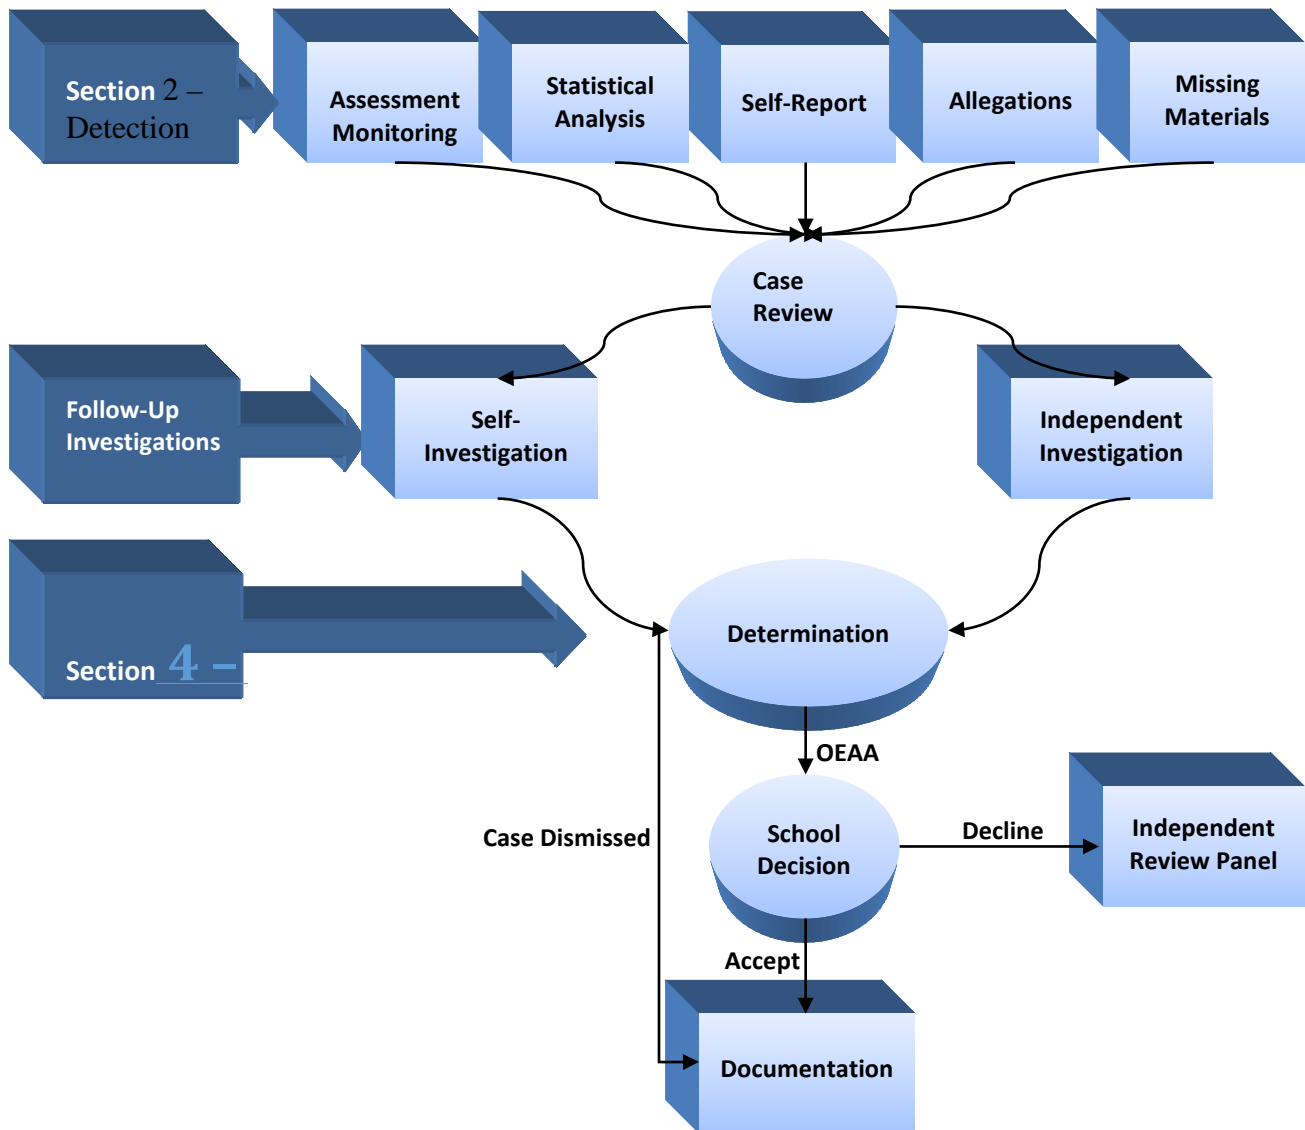 Section 2 –
Detection
Assessment
Monitoring
Statistical
Analysis
Self-Report
Allegations
Missing
Materials
Case
Review
Follow-Up
Investigations
Self-
Investigation
Independent
Investigation
Section 4 –
Determination
OEAA
Case Dismissed
School
Decision
Decline
Independent
Review Panel
Accept
Documentation